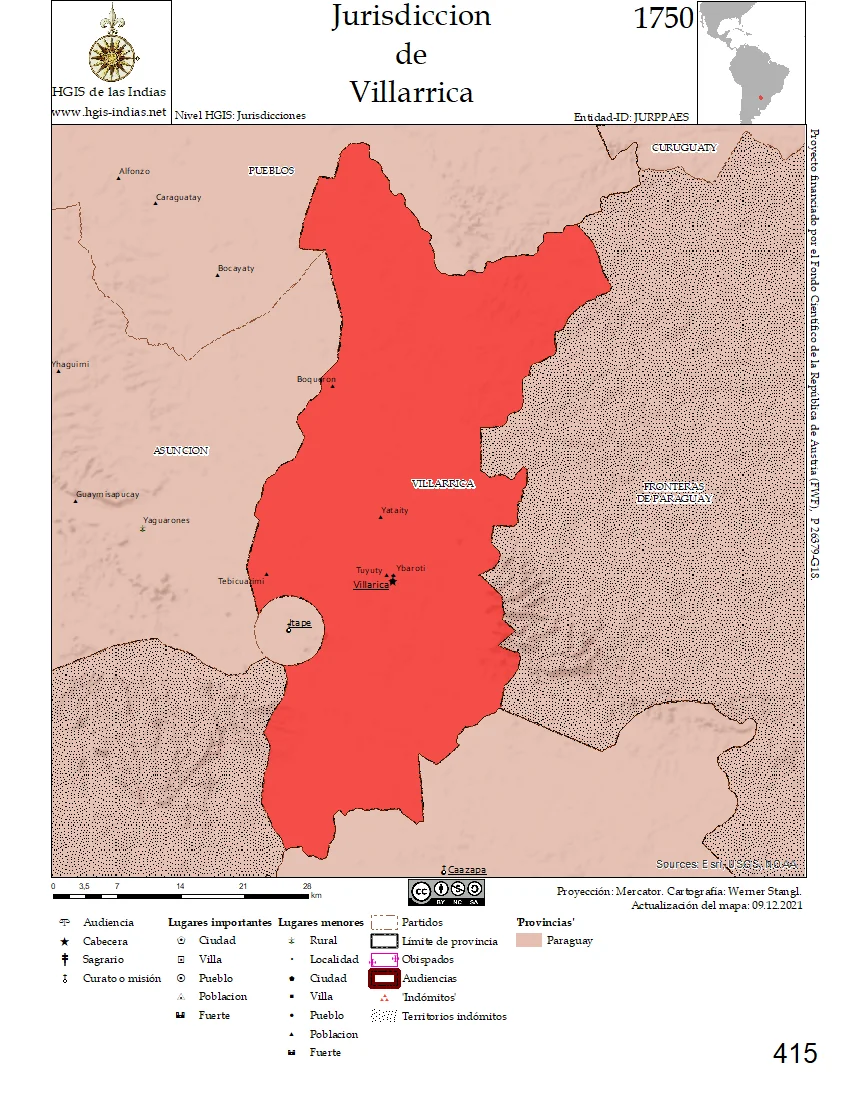 Jurisdiccion
de
Villarrica
1750
HGIS de las Indias
www.hgis-indias.net
Nivel HGIS: Jurisdicciones
Entidad-ID: JURPPAES
CURUGUATY
Alfonzo
PUEBLOS
Caraguatay
Bocayaty
Yhaguimi
Boqueron
ASUNCION
VILLARRICA
FRONTERAS
DE PARAGUAY
Guaymisapucay
Yataity
Yaguarones
Tuyuty
Ybaroti
Tebicuarimi
Villarica
Itape
Caazapa
Sources: Esri, USGS, NOAA
Proyecto financiado por el Fondo Científico de la República de Austria (FWF), P 26379-G18.
0 3,5 7 14 21 28
km
CC BY NC SA
Proyección: Mercator. Cartografía: Werner Stangl.
Actualización del mapa: 09.12.2021
Audiencia
Cabecera
Sagrario
Curato o misión
Lugares importantes
Ciudad
Villa
Pueblo
Poblacion
Fuerte
Lugares menores
Rural
Localidad
Ciudad
Villa
Pueblo
Poblacion
Fuerte
Partidos
Límite de provincia
Obispados
Audiencias
'Indómitos'
Territorios indómitos
'Provincias'
Paraguay
415